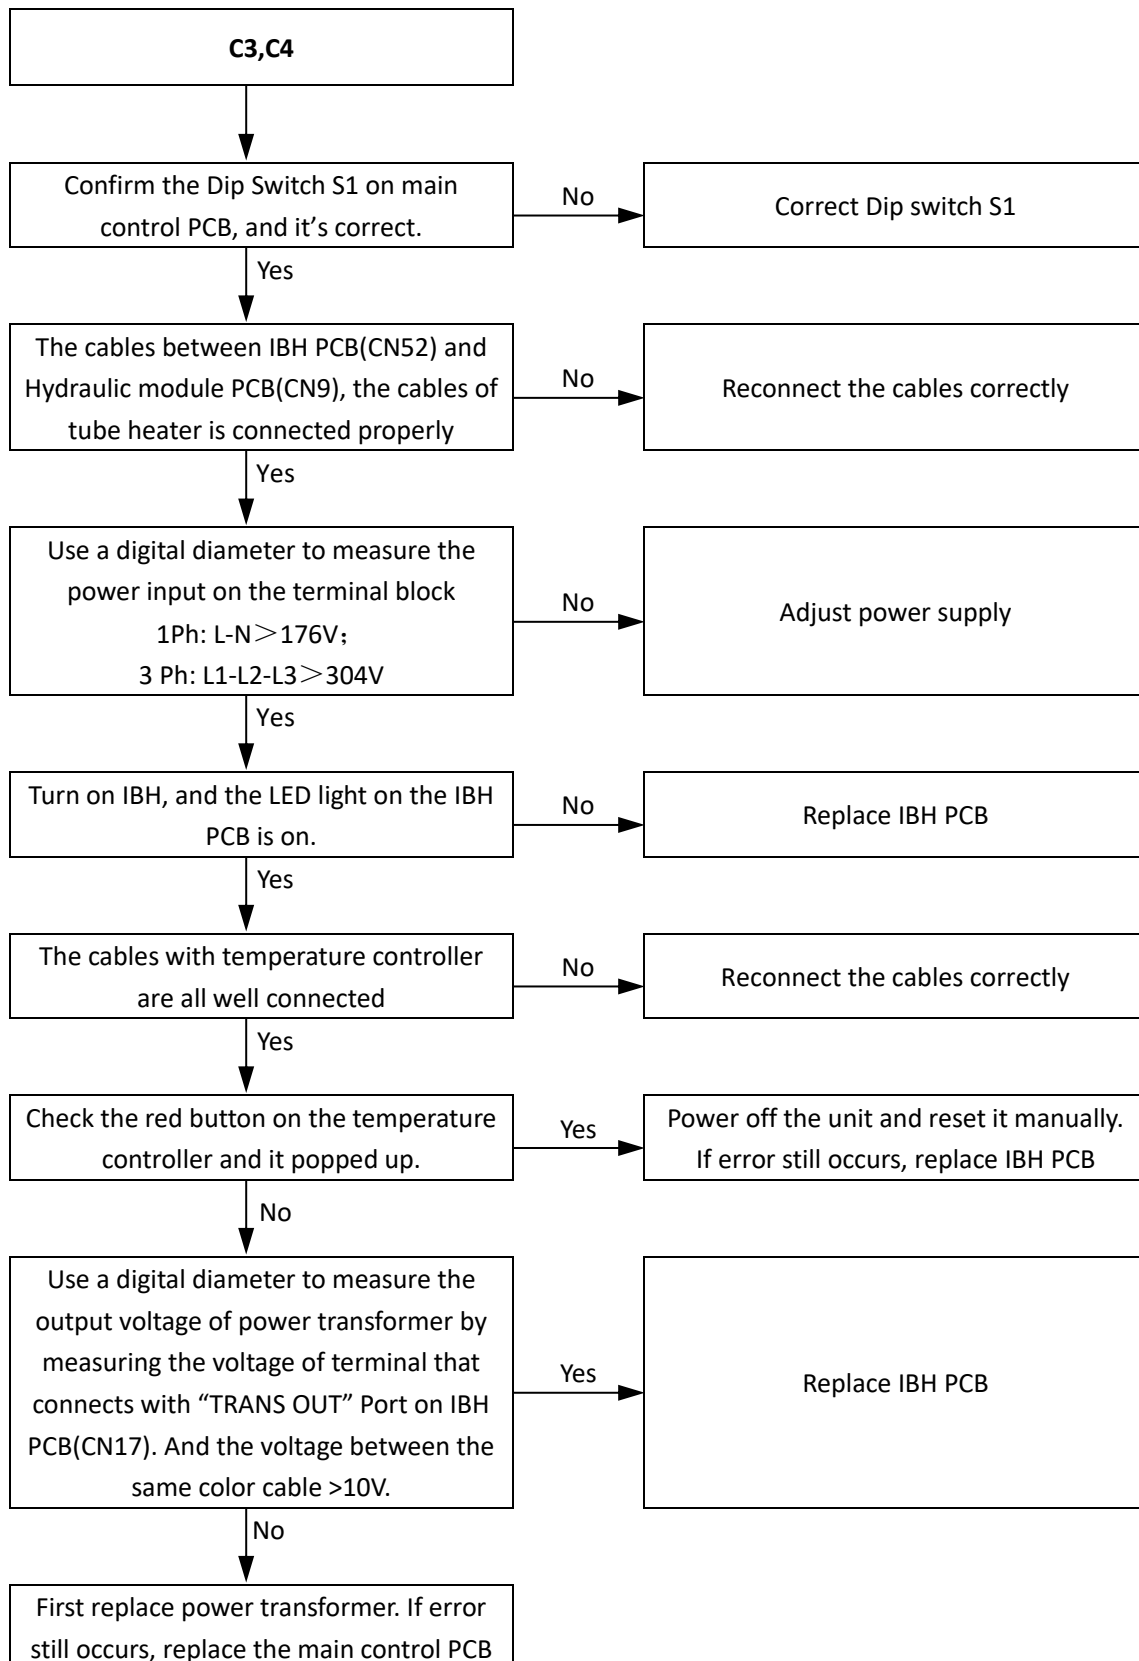 C3,C4
Confirm the Dip Switch S1 on main
control PCB, and it’s correct.
No
Correct Dip switch S1
Yes
The cables between IBH PCB(CN52) and
Hydraulic module PCB(CN9), the cables of
tube heater is connected properly
No
Reconnect the cables correctly
Yes
Use a digital diameter to measure the
power input on the terminal block
1Ph: L-N＞176V；
3 Ph: L1-L2-L3＞304V
No
Adjust power supply
Yes
Turn on IBH, and the LED light on the IBH
PCB is on.
No
Replace IBH PCB
Yes
The cables with temperature controller
are all well connected
No
Reconnect the cables correctly
Yes
Check the red button on the temperature
controller and it popped up.
Yes
Power off the unit and reset it manually.
If error still occurs, replace IBH PCB
No
Use a digital diameter to measure the
output voltage of power transformer by
measuring the voltage of terminal that
connects with “TRANS OUT” Port on IBH
PCB(CN17). And the voltage between the
same color cable >10V.
Yes
Replace IBH PCB
No
First replace power transformer. If error
still occurs, replace the main control PCB